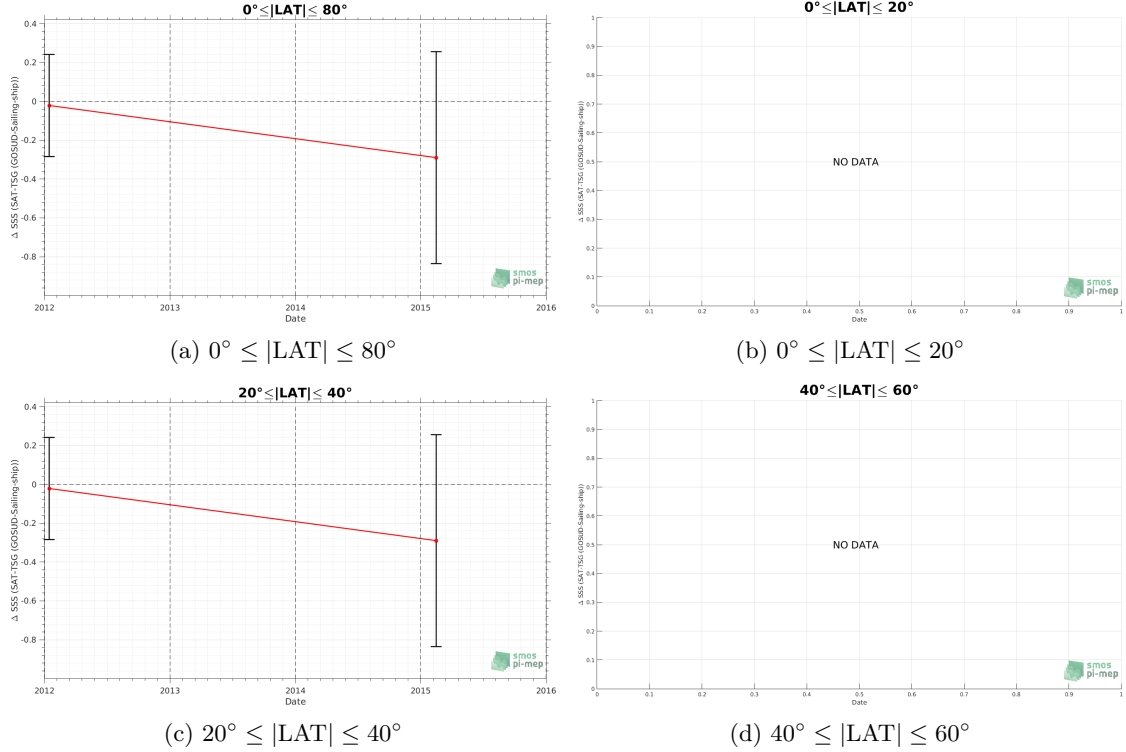 0°≤|LAT|≤ 80°
Δ SSS (SAT-TSG (GOSUD-Sailing-ship))
0.4
0.2
0
-0.2
-0.4
-0.6
-0.8
2012 2013 2014 2015 2016
Date
smos
pi-mep
(a) 0° ≤ |LAT| ≤ 80°
0°≤|LAT|≤ 20°
Δ SSS (SAT-TSG (GOSUD-Sailing-ship))
1
0.9
0.8
0.7
0.6
0.5
0.4
0.3
0.2
0.1
0
NO DATA
0 0.1 0.2 0.3 0.4 0.5 0.6 0.7 0.8 0.9 1
Date
smos
pi-mep
(b) 0° ≤ |LAT| ≤ 20°
20°≤|LAT|≤ 40°
Δ SSS (SAT-TSG (GOSUD-Sailing-ship))
0.4
0.2
0
-0.2
-0.4
-0.6
-0.8
2012 2013 2014 2015 2016
Date
smos
pi-mep
(c) 20° ≤ |LAT| ≤ 40°
40°≤|LAT|≤ 60°
Δ SSS (SAT-TSG (GOSUD-Sailing-ship))
1
0.9
0.8
0.7
0.6
0.5
0.4
0.3
0.2
0.1
0
NO DATA
0 0.1 0.2 0.3 0.4 0.5 0.6 0.7 0.8 0.9 1
Date
smos
pi-mep
(d) 40° ≤ |LAT| ≤ 60°